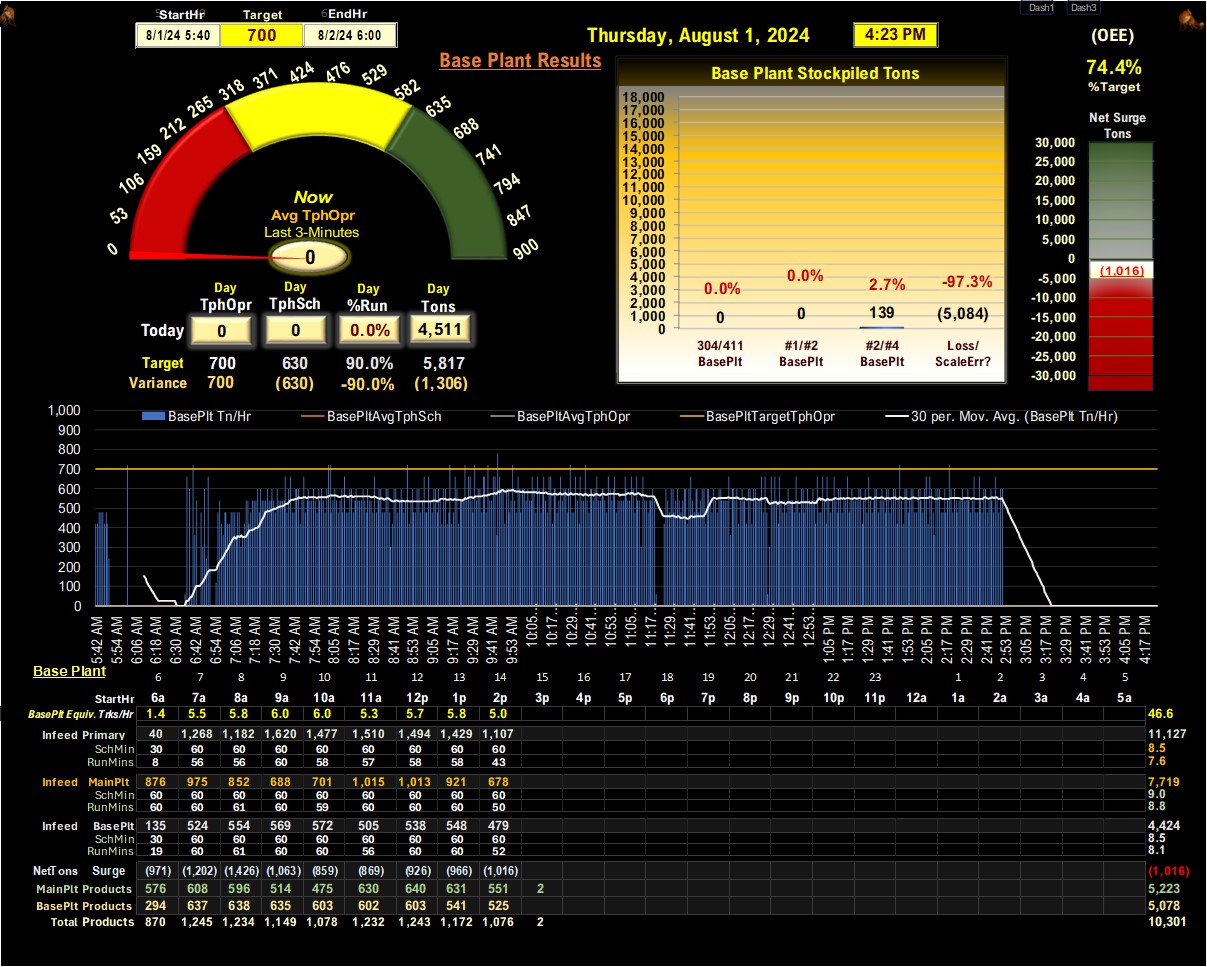 Dash1 Dash3
StartHr Target EndHr
8/1/24 5:40 700 8/2/24 6:00
Thursday, August 1, 2024 4:23 PM
(OEE)
74.4%
%Target
Base Plant Results
0 53 106 159 212 265 318 371 424 476 529 582 635 688 741 794 847 900
Now
Avg TphOpr
Last 3-Minutes
0
Day Day Day Day
TphOpr TphSch %Run Tons
Today 0 0 0.0% 4,511
Target 700 630 90.0% 5,817
Variance 700 (630) -90.0% (1,306)
Base Plant Stockpiled Tons
18,000
17,000
16,000
15,000
14,000
13,000
12,000
11,000
10,000
9,000
8,000
7,000
6,000
5,000
4,000
3,000
2,000
1,000
0
0.0% 0.0% 2.7% -97.3%
0 0 139 (5,084)
304/411 #1/#2 #2/#4 Loss/
BasePlt BasePlt BasePlt ScaleErr?
Net Surge
Tons
30,000
25,000
20,000
15,000
10,000
5,000
0
(1,016)
-5,000
-10,000
-15,000
-20,000
-25,000
-30,000
BasePlt Tn/Hr BasePltAvgTphSch BasePltAvgTphOpr BasePltTargetTphOpr 30 per. Mov. Avg. (BasePlt Tn/Hr)
1,000
900
800
700
600
500
400
300
200
100
0
5:42 AM 5:54 AM 6:06 AM 6:18 AM 6:30 AM 6:42 AM 6:54 AM 7:06 AM 7:18 AM 7:30 AM 7:42 AM 7:54 AM 8:05 AM 8:17 AM 8:29 AM 8:41 AM 8:53 AM 9:05 AM 9:17 AM 9:29 AM 9:41 AM 9:53 AM 10:05… 10:17… 10:29… 10:41… 10:53… 11:05… 11:17… 11:29… 11:41… 11:53… 12:05… 12:17… 12:29… 12:41… 12:53… 1:05 PM 1:17 PM 1:29 PM 1:41 PM 1:53 PM 2:05 PM 2:17 PM 2:29 PM 2:41 PM 2:53 PM 3:05 PM 3:17 PM 3:29 PM 3:41 PM 3:53 PM 4:05 PM 4:17 PM
Base Plant
6 7 8 9 10 11 12 13 14 15 16 17 18 19 20 21 22 23 1 2 3 4 5
StartHr 6a 7a 8a 9a 10a 11a 12p 1p 2p 3p 4p 5p 6p 7p 8p 9p 10p 11p 12a 1a 2a 3a 4a 5a
BasePlt Equiv. Trks/Hr 1.4 5.5 5.8 6.0 6.0 5.3 5.7 5.8 5.0 46.6
Infeed Primary 40 1,268 1,182 1,620 1,477 1,510 1,494 1,429 1,107 11,127
SchMin 30 60 60 60 60 60 60 60 60 8.5
RunMins 8 56 56 60 58 57 58 58 43 7.6
Infeed MainPlt 876 975 852 688 701 1,015 1,013 921 678 7,719
SchMin 60 60 60 60 60 60 60 60 60 9.0
RunMins 60 60 61 60 59 60 60 60 50 8.8
Infeed BasePlt 135 524 554 569 572 505 538 548 479 4,424
SchMin 30 60 60 60 60 60 60 60 60 8.5
RunMins 19 60 61 60 60 56 60 60 52 8.1
NetTons Surge (971) (1,202) (1,426) (1,063) (859) (869) (926) (966) (1,016) (1,016)
MainPlt Products 576 608 596 514 475 630 640 631 551 2 5,223
BasePlt Products 294 637 638 635 603 602 603 541 525 5,078
Total Products 870 1,245 1,234 1,149 1,078 1,232 1,243 1,172 1,076 2 10,301